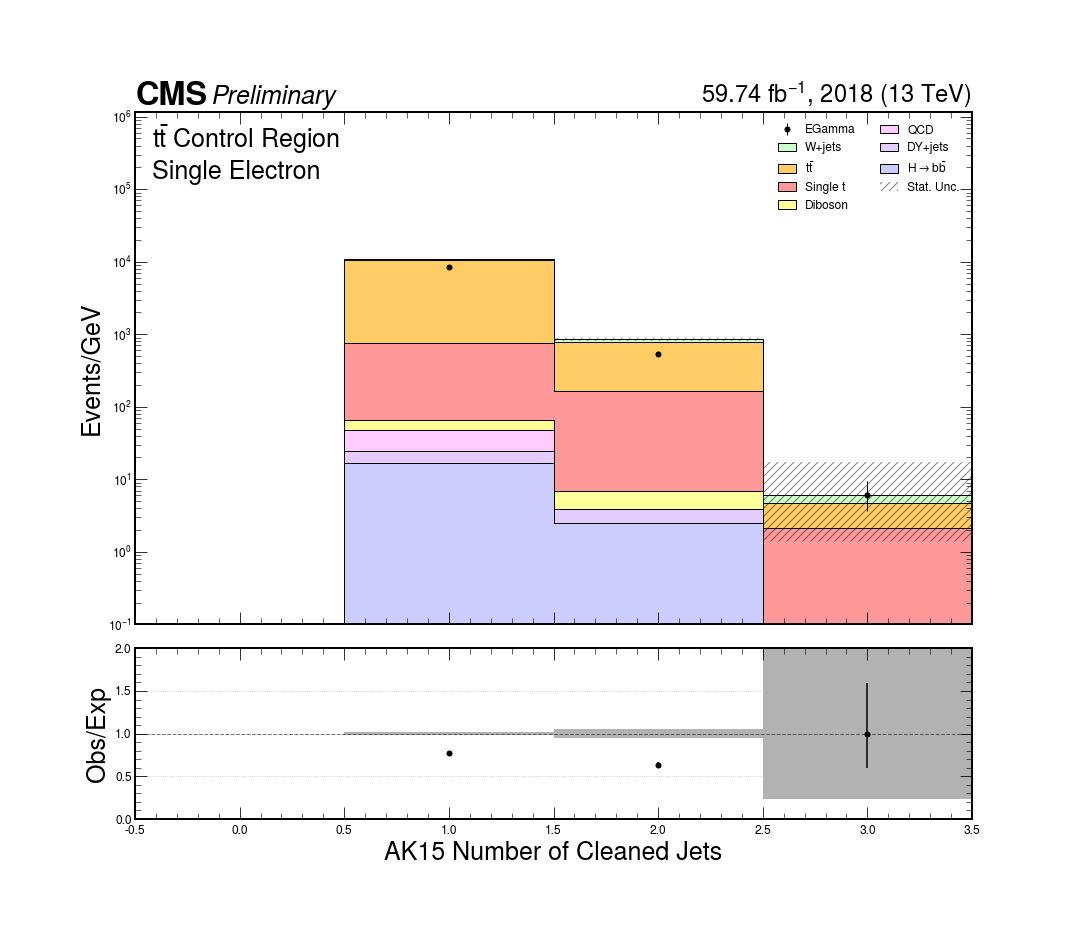 CMS Preliminary
59.74 fb⁻¹, 2018 (13 TeV)
tt̄ Control Region
Single Electron
EGamma
W+jets
tt̄
Single t
Diboson
QCD
DY+jets
H→bb̄
Stat. Unc.
Events/GeV
10⁶
10⁵
10⁴
10³
10²
10¹
10⁰
10⁻¹
Obs/Exp
2.0
1.5
1.0
0.5
0.0
-0.5 0.0 0.5 1.0 1.5 2.0 2.5 3.0 3.5
AK15 Number of Cleaned Jets